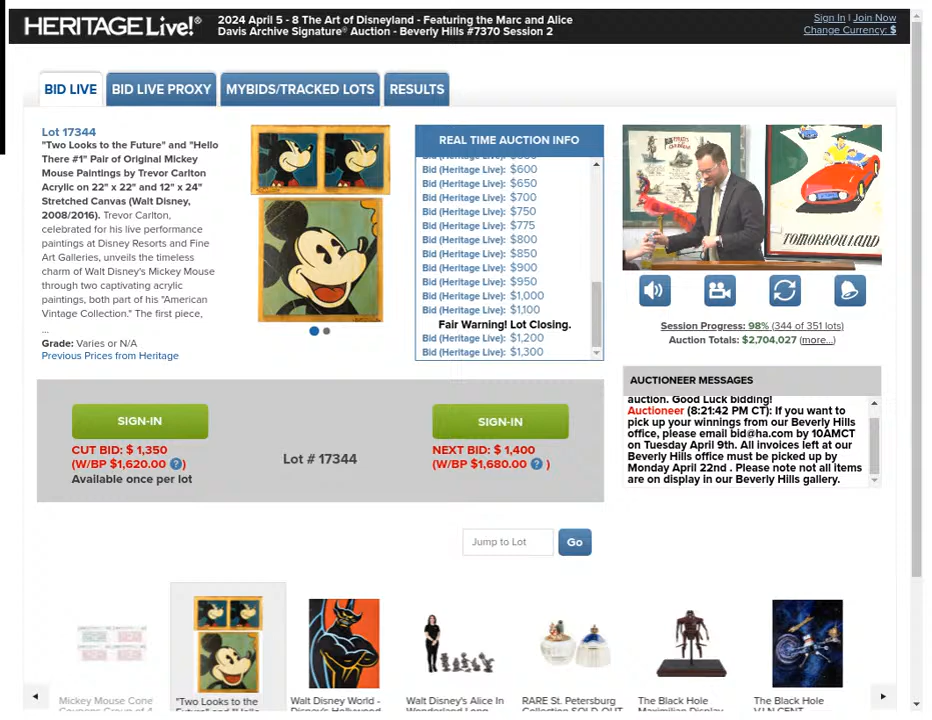 HERITAGE Live!®
2024 April 5 - 8 The Art of Disneyland - Featuring the Marc and Alice
Davis Archive Signature® Auction - Beverly Hills #7370 Session 2
Sign In | Join Now
Change Currency: $
BID LIVE
BID LIVE PROXY
MYBIDS/TRACKED LOTS
RESULTS
Lot 17344
"Two Looks to the Future" and "Hello
There #1" Pair of Original Mickey
Mouse Paintings by Trevor Carlton
Acrylic on 22" x 22" and 12" x 24"
Stretched Canvas (Walt Disney,
2008/2016). Trevor Carlton,
celebrated for his live performance
paintings at Disney Resorts and Fine
Art Galleries, unveils the timeless
charm of Walt Disney's Mickey Mouse
through two captivating acrylic
paintings, both part of his "American
Vintage Collection." The first piece,
...
Grade: Varies or N/A
Previous Prices from Heritage
REAL TIME AUCTION INFO
Bid (Heritage Live): $600
Bid (Heritage Live): $650
Bid (Heritage Live): $700
Bid (Heritage Live): $750
Bid (Heritage Live): $775
Bid (Heritage Live): $800
Bid (Heritage Live): $850
Bid (Heritage Live): $900
Bid (Heritage Live): $950
Bid (Heritage Live): $1,000
Bid (Heritage Live): $1,100
Fair Warning! Lot Closing.
Bid (Heritage Live): $1,200
Bid (Heritage Live): $1,300
TOMORROWLAND
Session Progress: 98% (344 of 351 lots)
Auction Totals: $2,704,027 (more...)
AUCTIONEER MESSAGES
auction. Good Luck bidding!
Auctioneer (8:21:42 PM CT): If you want to
pick up your winnings from our Beverly Hills
office, please email bid@ha.com by 10AMCT
on Tuesday April 9th. All invoices left at our
Beverly Hills office must be picked up by
Monday April 22nd . Please note not all items
are on display in our Beverly Hills gallery.
SIGN-IN
CUT BID: $ 1,350
(W/BP $1,620.00 ? )
Available once per lot
Lot # 17344
SIGN-IN
NEXT BID: $ 1,400
(W/BP $1,680.00 ? )
Jump to Lot
Go
Mickey Mouse Cone
"Two Looks to the
Walt Disney World -
Walt Disney's Alice In
RARE St. Petersburg
Collection SOLD OUT
The Black Hole
Maximilian Display
The Black Hole
V.I.N.CENT